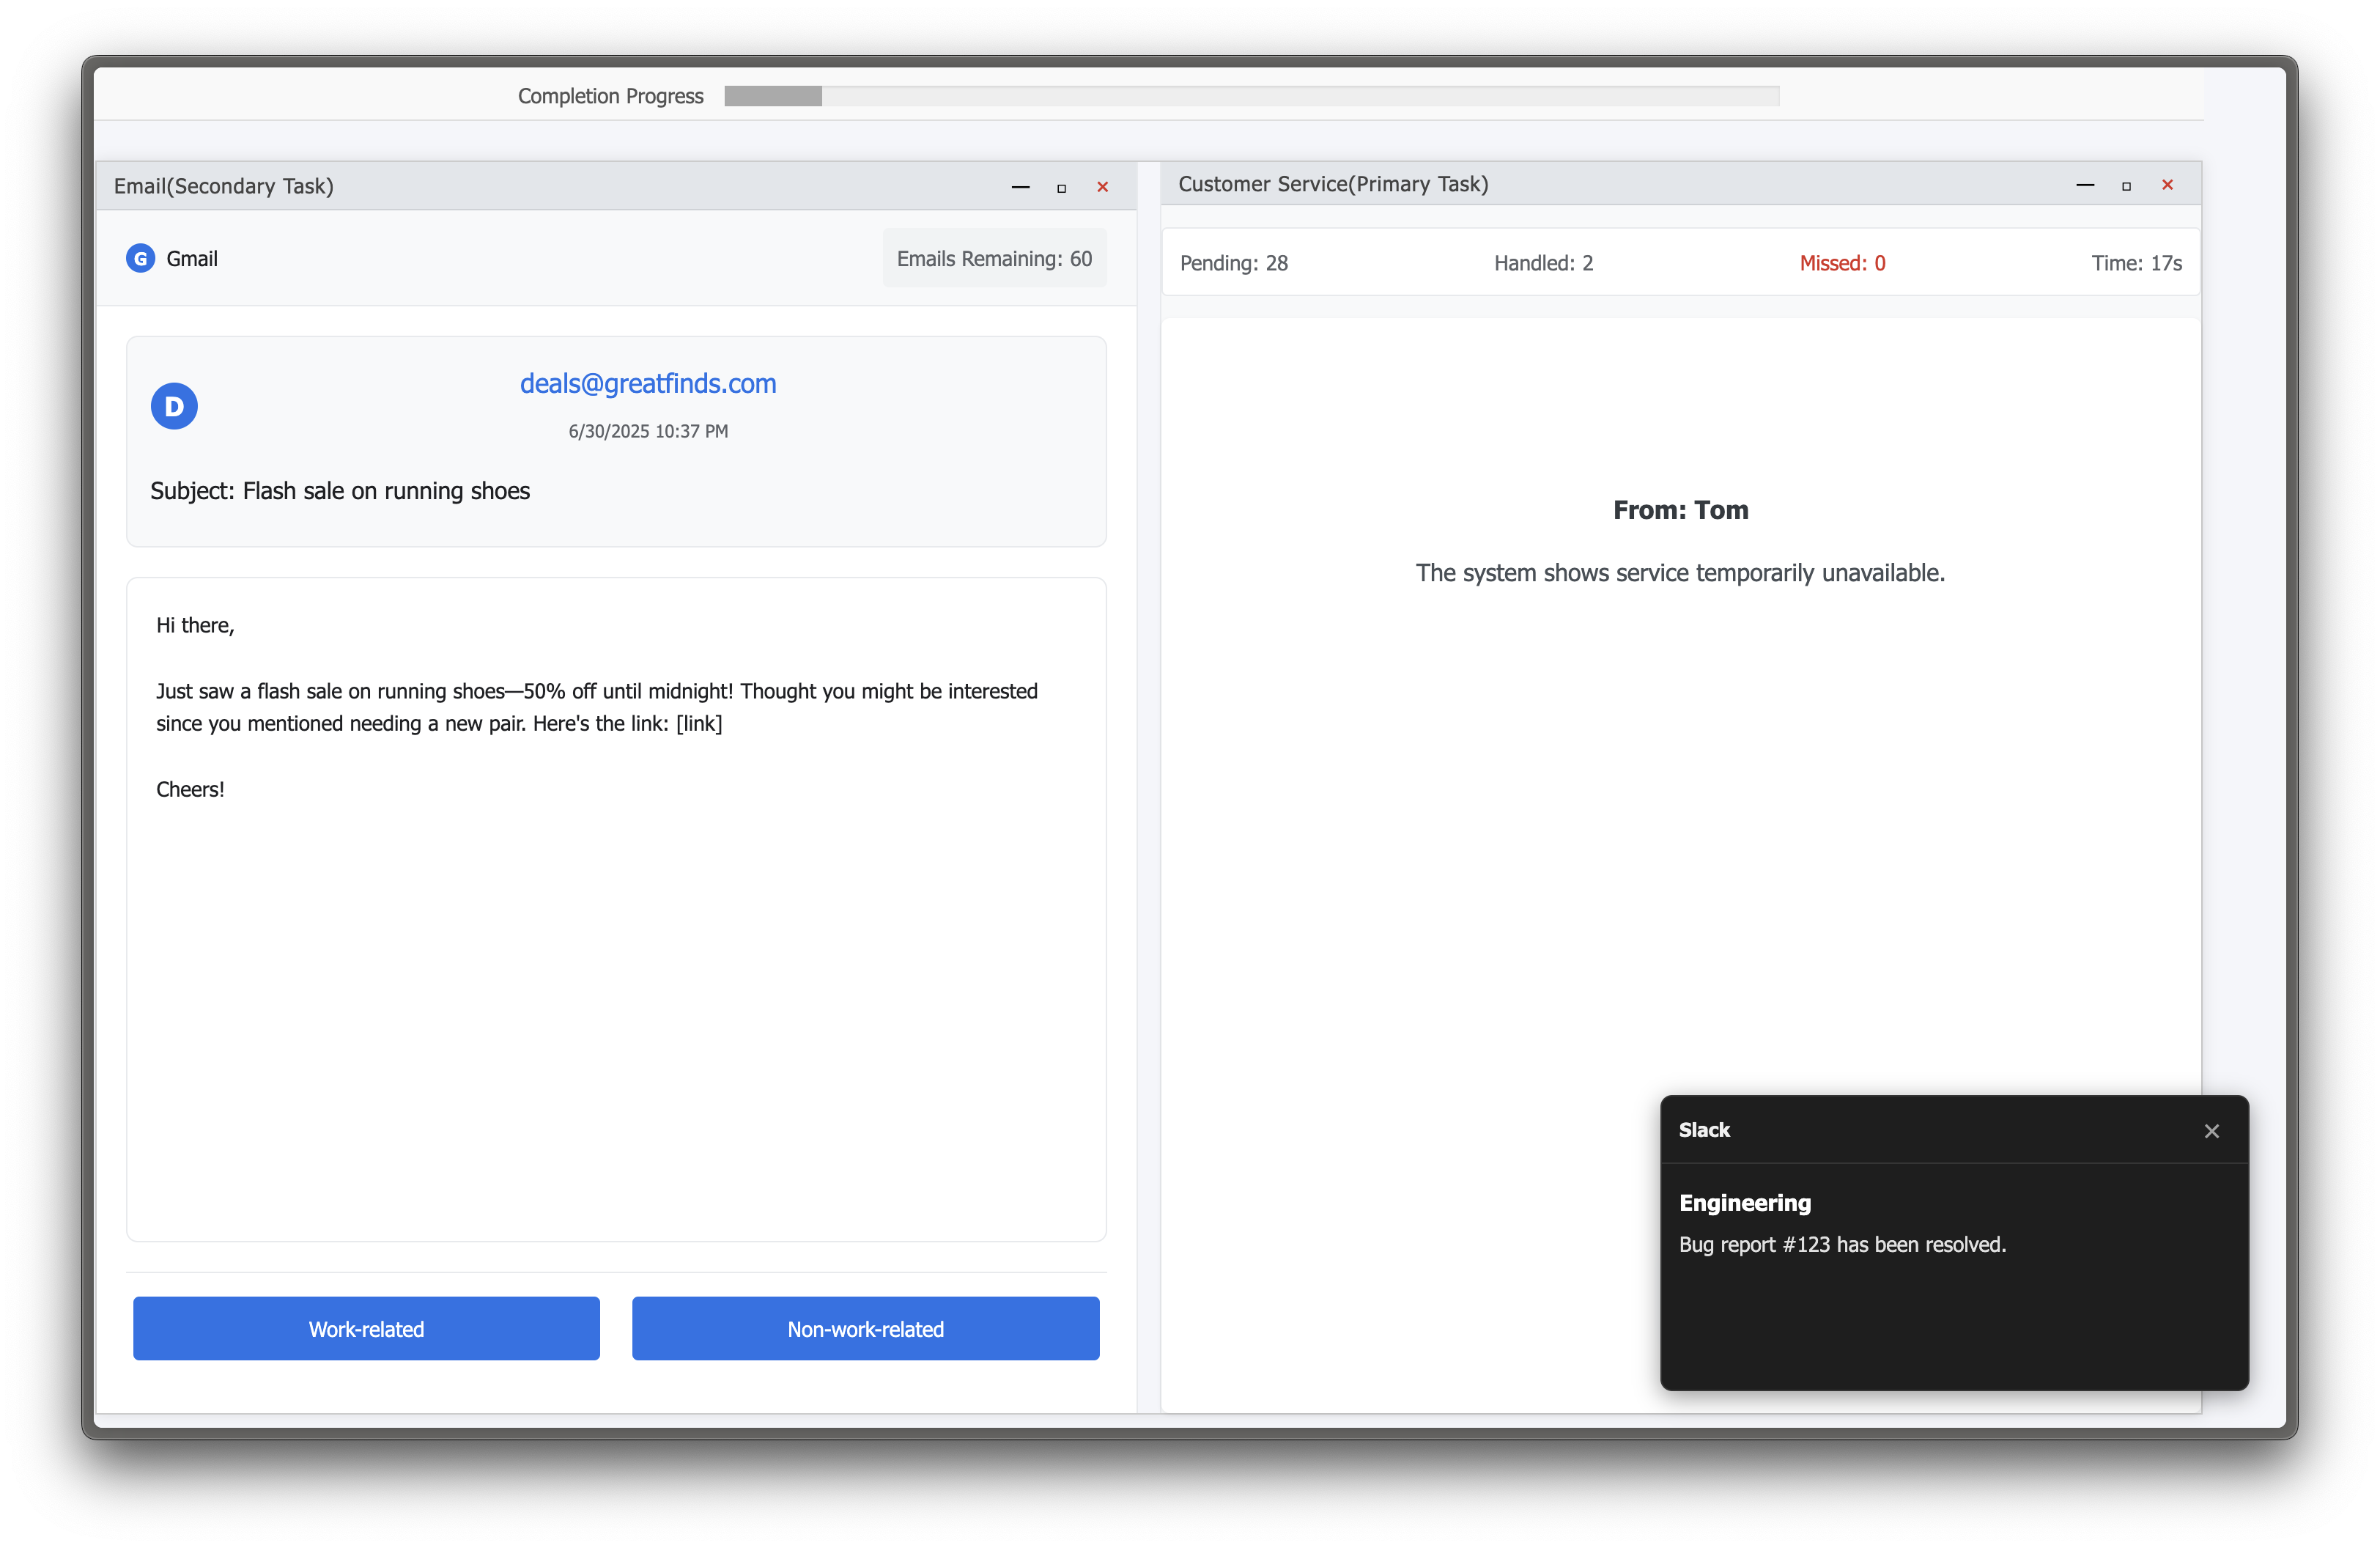 Completion Progress
Email(Secondary Task)
G Gmail
Emails Remaining: 60
D
deals@greatfinds.com
6/30/2025 10:37 PM
Subject: Flash sale on running shoes
Hi there,
Just saw a flash sale on running shoes—50% off until midnight! Thought you might be interested
since you mentioned needing a new pair. Here's the link: [link]
Cheers!
Work-related
Non-work-related
Customer Service(Primary Task)
Pending: 28
Handled: 2
Missed: 0
Time: 17s
From: Tom
The system shows service temporarily unavailable.
Slack
Engineering
Bug report #123 has been resolved.